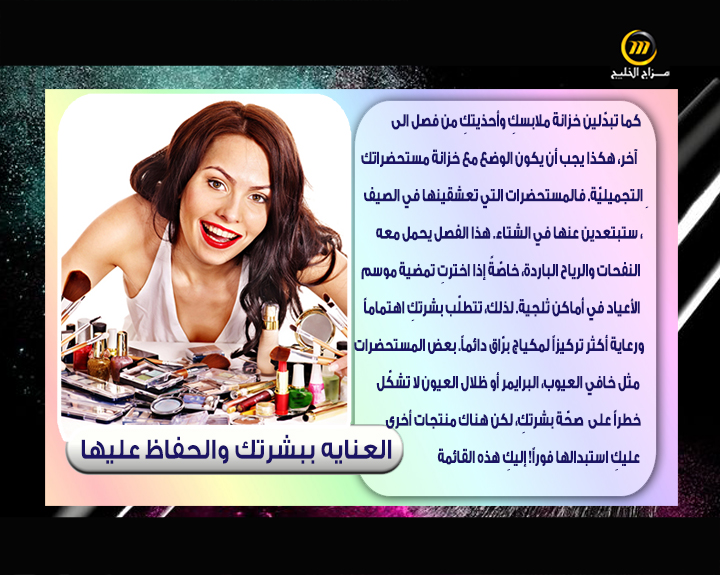 مـزاج الخليج
كما تبدّلين خزانة ملابسكِ وأحذيتكِ من فصل الى
آخر، هكذا يجب أن يكون الوضع مع خزانة مستحضراتك
التجميليّة. فالمستحضرات التي تعشقينها في الصيف
، ستبتعدين عنها في الشتاء. هذا الفصل يحمل معه
النفحات والرياح الباردة، خاصّةً إذا اخترتِ تمضية موسم
الأعياد في أماكن ثلجية. لذلك، تتطلّب بشرتكِ اهتماماً
ورعاية أكثر تركيزاً لمكياج برّاق دائماً. بعض المستحضرات
مثل خافي العيوب، البرايمر أو ظلال العيون لا تشكّل
خطراً على صحّة بشرتكِ، لكن هناك منتجات أخرى
عليكِ استبدالها فوراً! إليكِ هذه القائمة
العنايه ببشرتك والحفاظ عليها